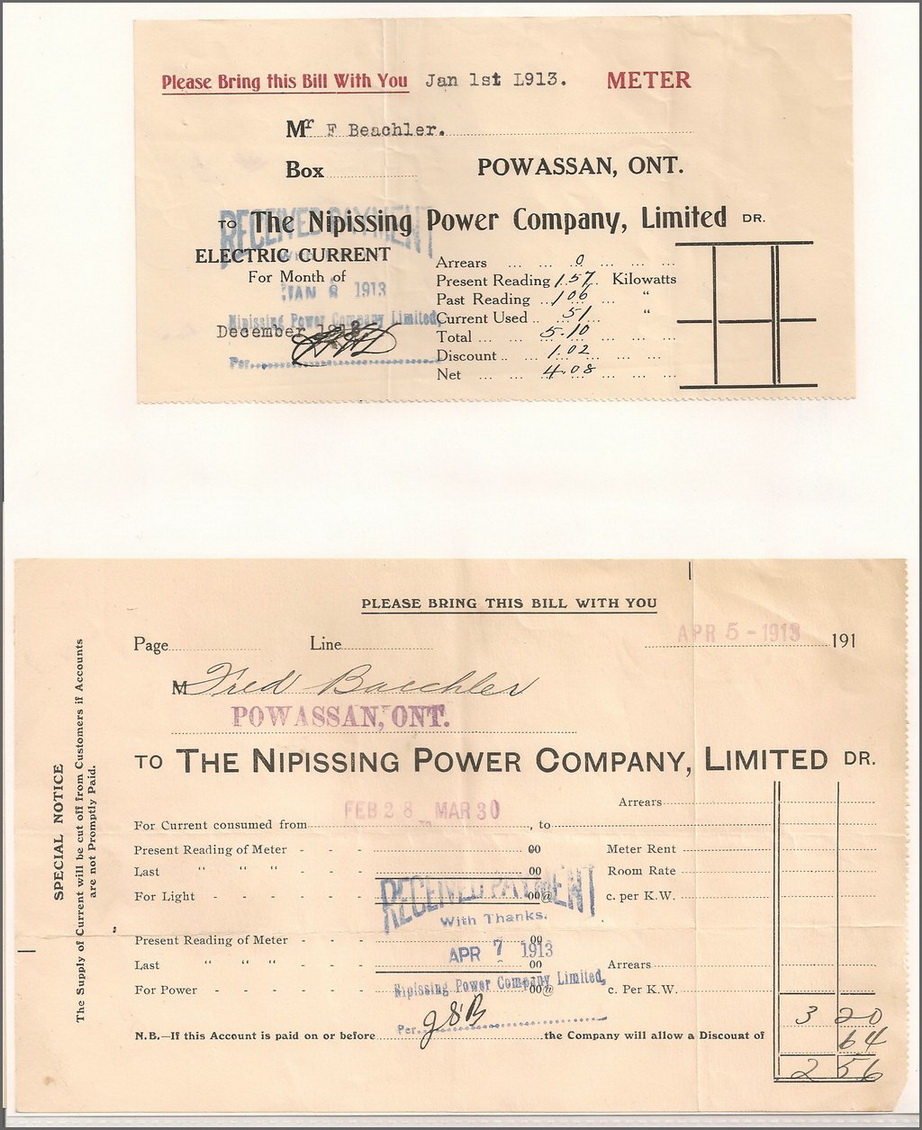 Please Bring this Bill With You Jan 1st 1913. METER
Mr F Beachler.
Box POWASSAN, ONT.
TO The Nipissing Power Company, Limited DR.
RECEIVED PAYMENT
ELECTRIC CURRENT
For Month of
JAN 8 1913
Nipissing Power Company Limited,
December 1912
Per.
Arrears 0
Present Reading 157 Kilowatts
Past Reading 106 "
Current Used 51 "
Total 5.10
Discount 1.02
Net 4.08
PLEASE BRING THIS BILL WITH YOU
Page Line APR 5 - 1913 191
M Fred Baechler
POWASSAN, ONT.
TO THE NIPISSING POWER COMPANY, LIMITED DR.
SPECIAL NOTICE
The Supply of Current will be cut off from Customers if Accounts
are not Promptly Paid.
Arrears
FEB 28 MAR 30
For Current consumed from , to
Present Reading of Meter - - - 00 Meter Rent
Last " " " - - - 00 Room Rate
For Light - - - - - - 00@ c. per K.W.
RECEIVED PAYMENT
With Thanks.
Present Reading of Meter - - - 00
APR 7 1913
Last " " " - - - 00 Arrears
For Power - - - - - - 00@ c. Per K.W.
Nipissing Power Company Limited,
Per. JSB
3 20
N.B.—If this Account is paid on or before the Company will allow a Discount of 64
2 56